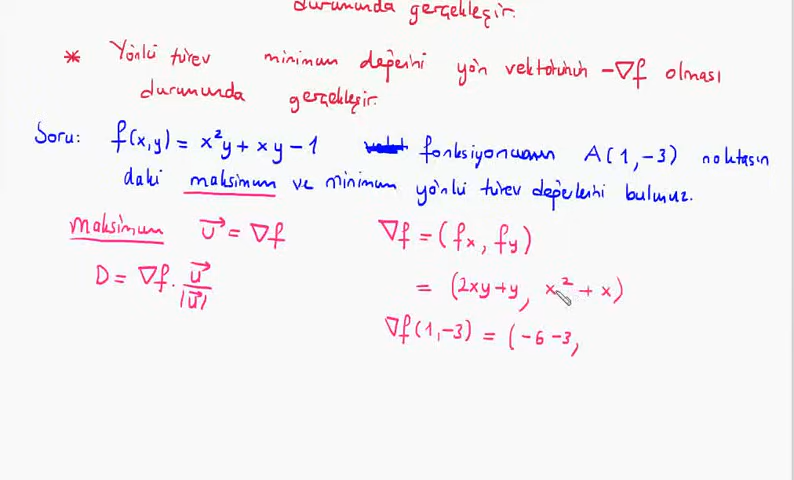 durumunda gerçekleşir.
* Yönlü türev minimum değerini yön vektörünün -∇f olması
durumunda gerçekleşir.
Soru: f(x,y) = x²y + xy - 1 fonksiyonunun A(1,-3) noktasın
daki maksimum ve minimum yönlü türev değerlerini bulunuz.
Maksimum u⃗ = ∇f
D = ∇f . u⃗/|u⃗|
∇f = (fx, fy)
= (2xy+y, x²+x)
∇f(1,-3) = (-6-3,